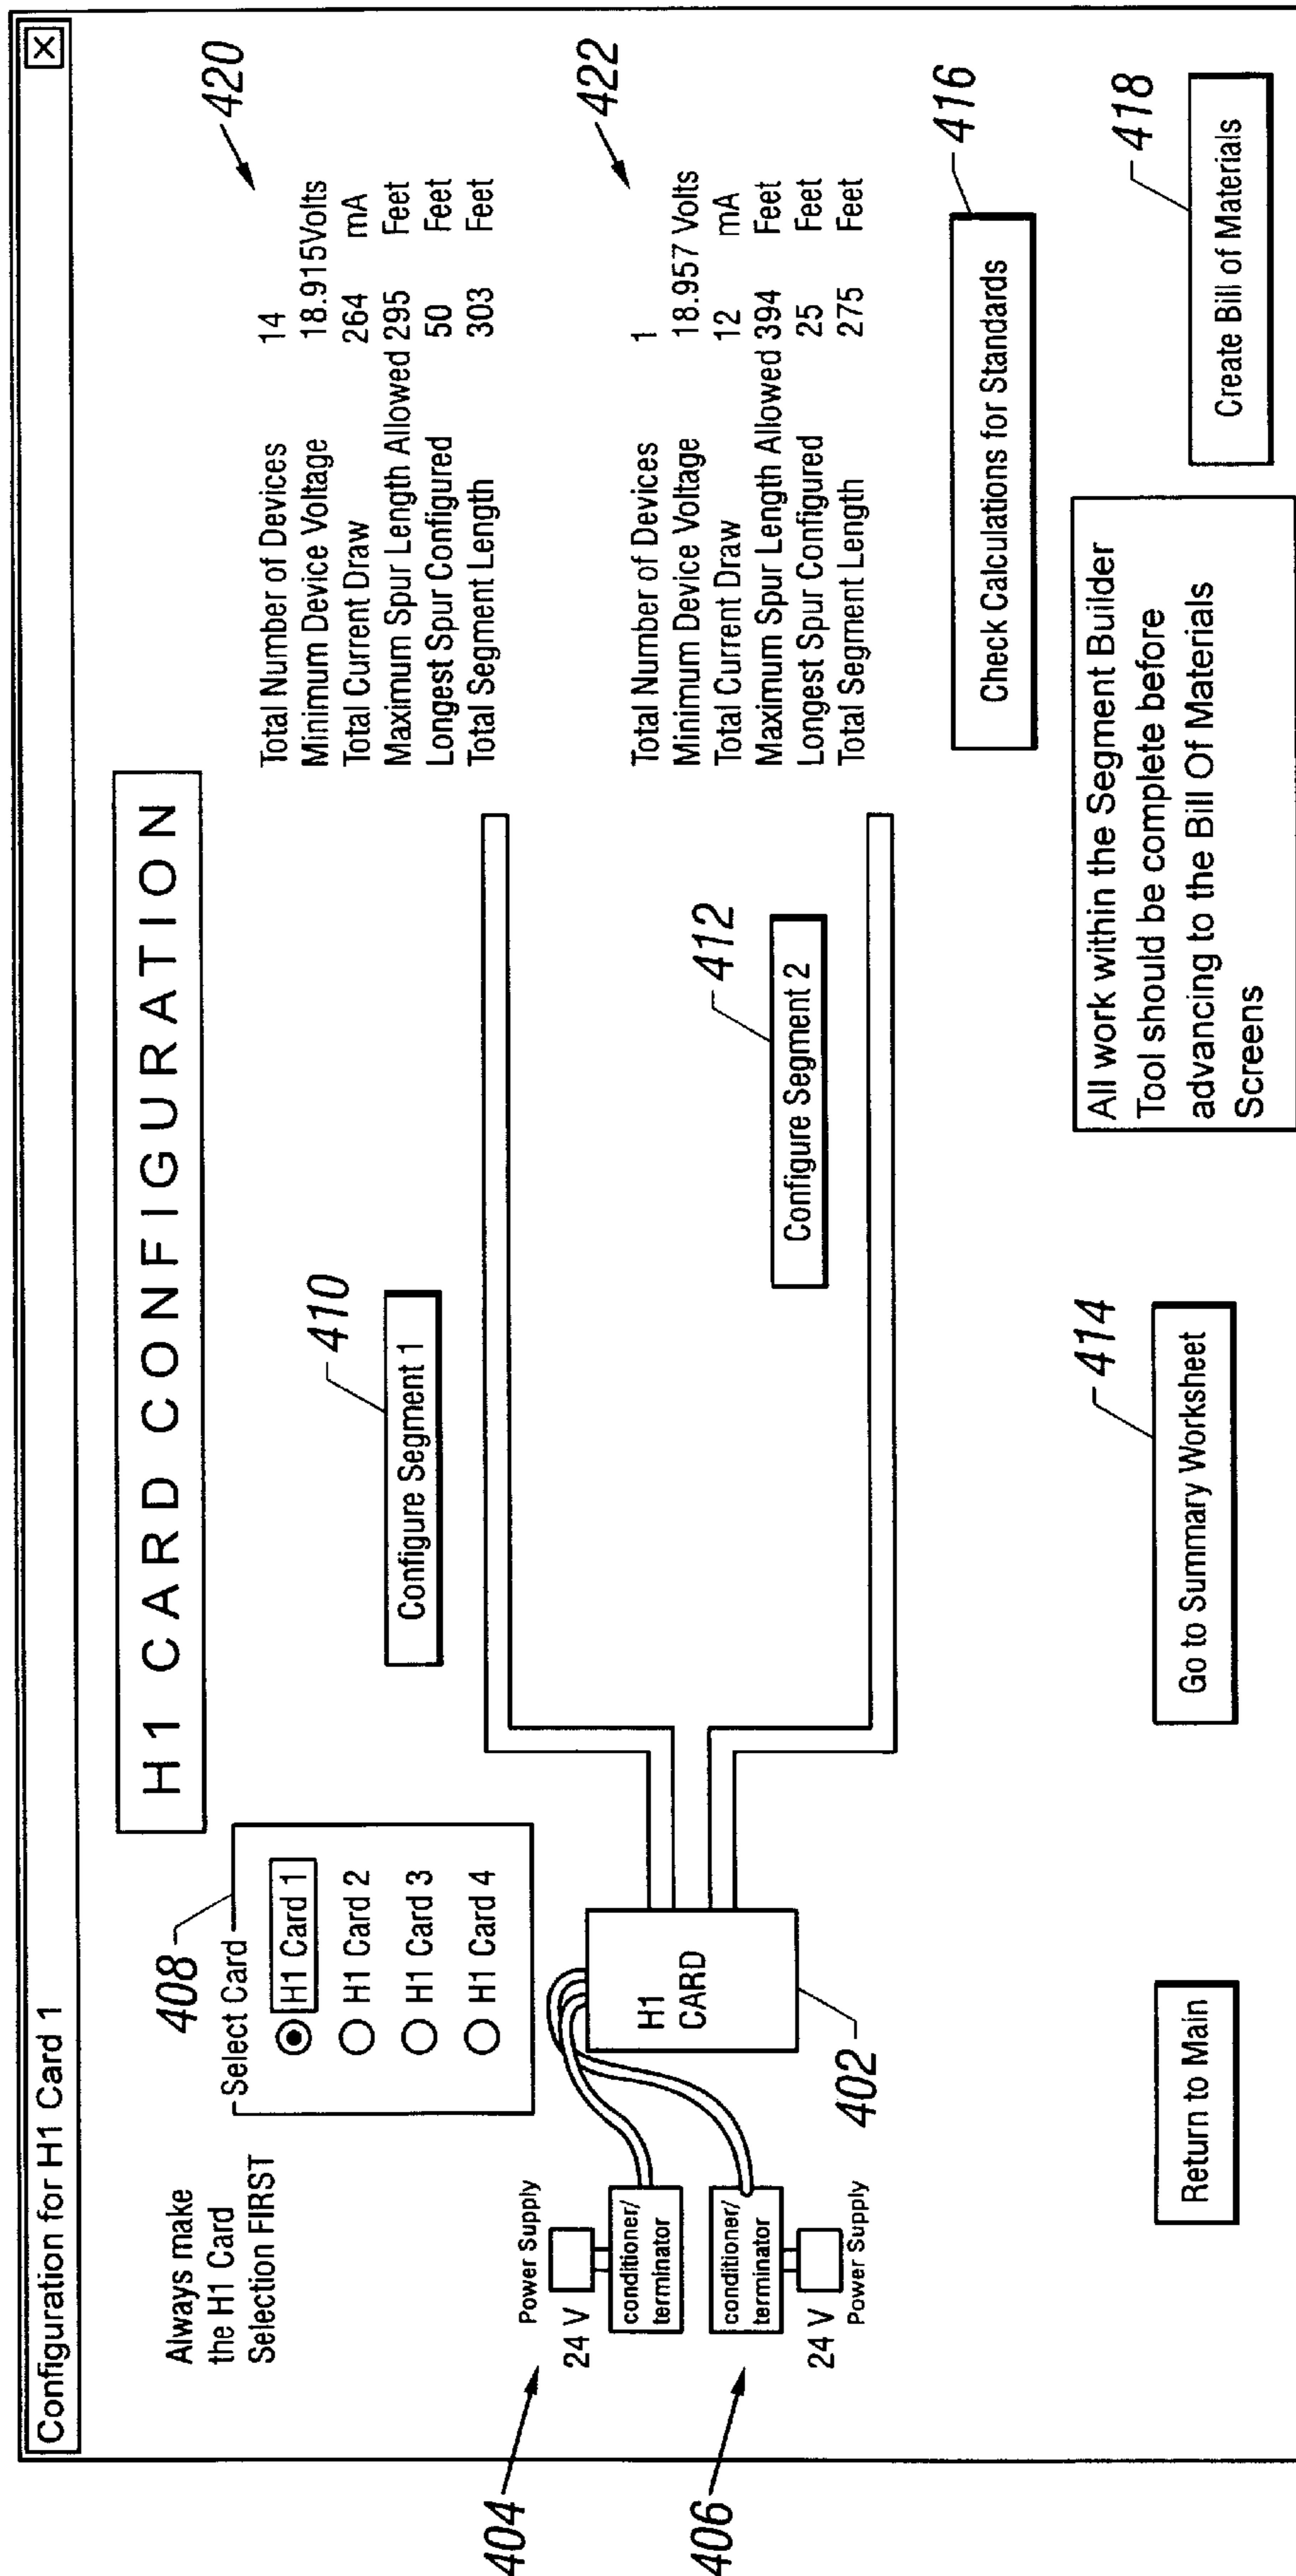 Configuration for H1 Card 1
H1 CARD CONFIGURATION
Always make
the H1 Card
Selection FIRST
408
Select Card
H1 Card 1
H1 Card 2
H1 Card 3
H1 Card 4
410
Configure Segment 1
420
Total Number of Devices 14
Minimum Device Voltage 18.915Volts
Total Current Draw 264 mA
Maximum Spur Length Allowed 295 Feet
Longest Spur Configured 50 Feet
Total Segment Length 303 Feet
404
Power Supply
24 V
conditioner/
terminator
H1
CARD
402
406
conditioner/
terminator
24 V
Power Supply
412
Configure Segment 2
422
Total Number of Devices 1
Minimum Device Voltage 18.957 Volts
Total Current Draw 12 mA
Maximum Spur Length Allowed 394 Feet
Longest Spur Configured 25 Feet
Total Segment Length 275 Feet
416
Check Calculations for Standards
Return to Main
414
Go to Summary Worksheet
All work within the Segment Builder
Tool should be complete before
advancing to the Bill Of Materials
Screens
418
Create Bill of Materials